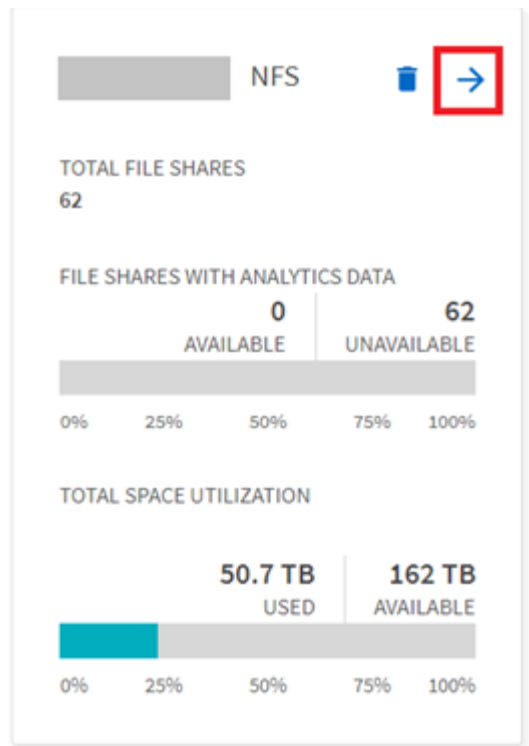 NFS
TOTAL FILE SHARES
62
FILE SHARES WITH ANALYTICS DATA
0 62
AVAILABLE UNAVAILABLE
0% 25% 50% 75% 100%
TOTAL SPACE UTILIZATION
50.7 TB 162 TB
USED AVAILABLE
0% 25% 50% 75% 100%